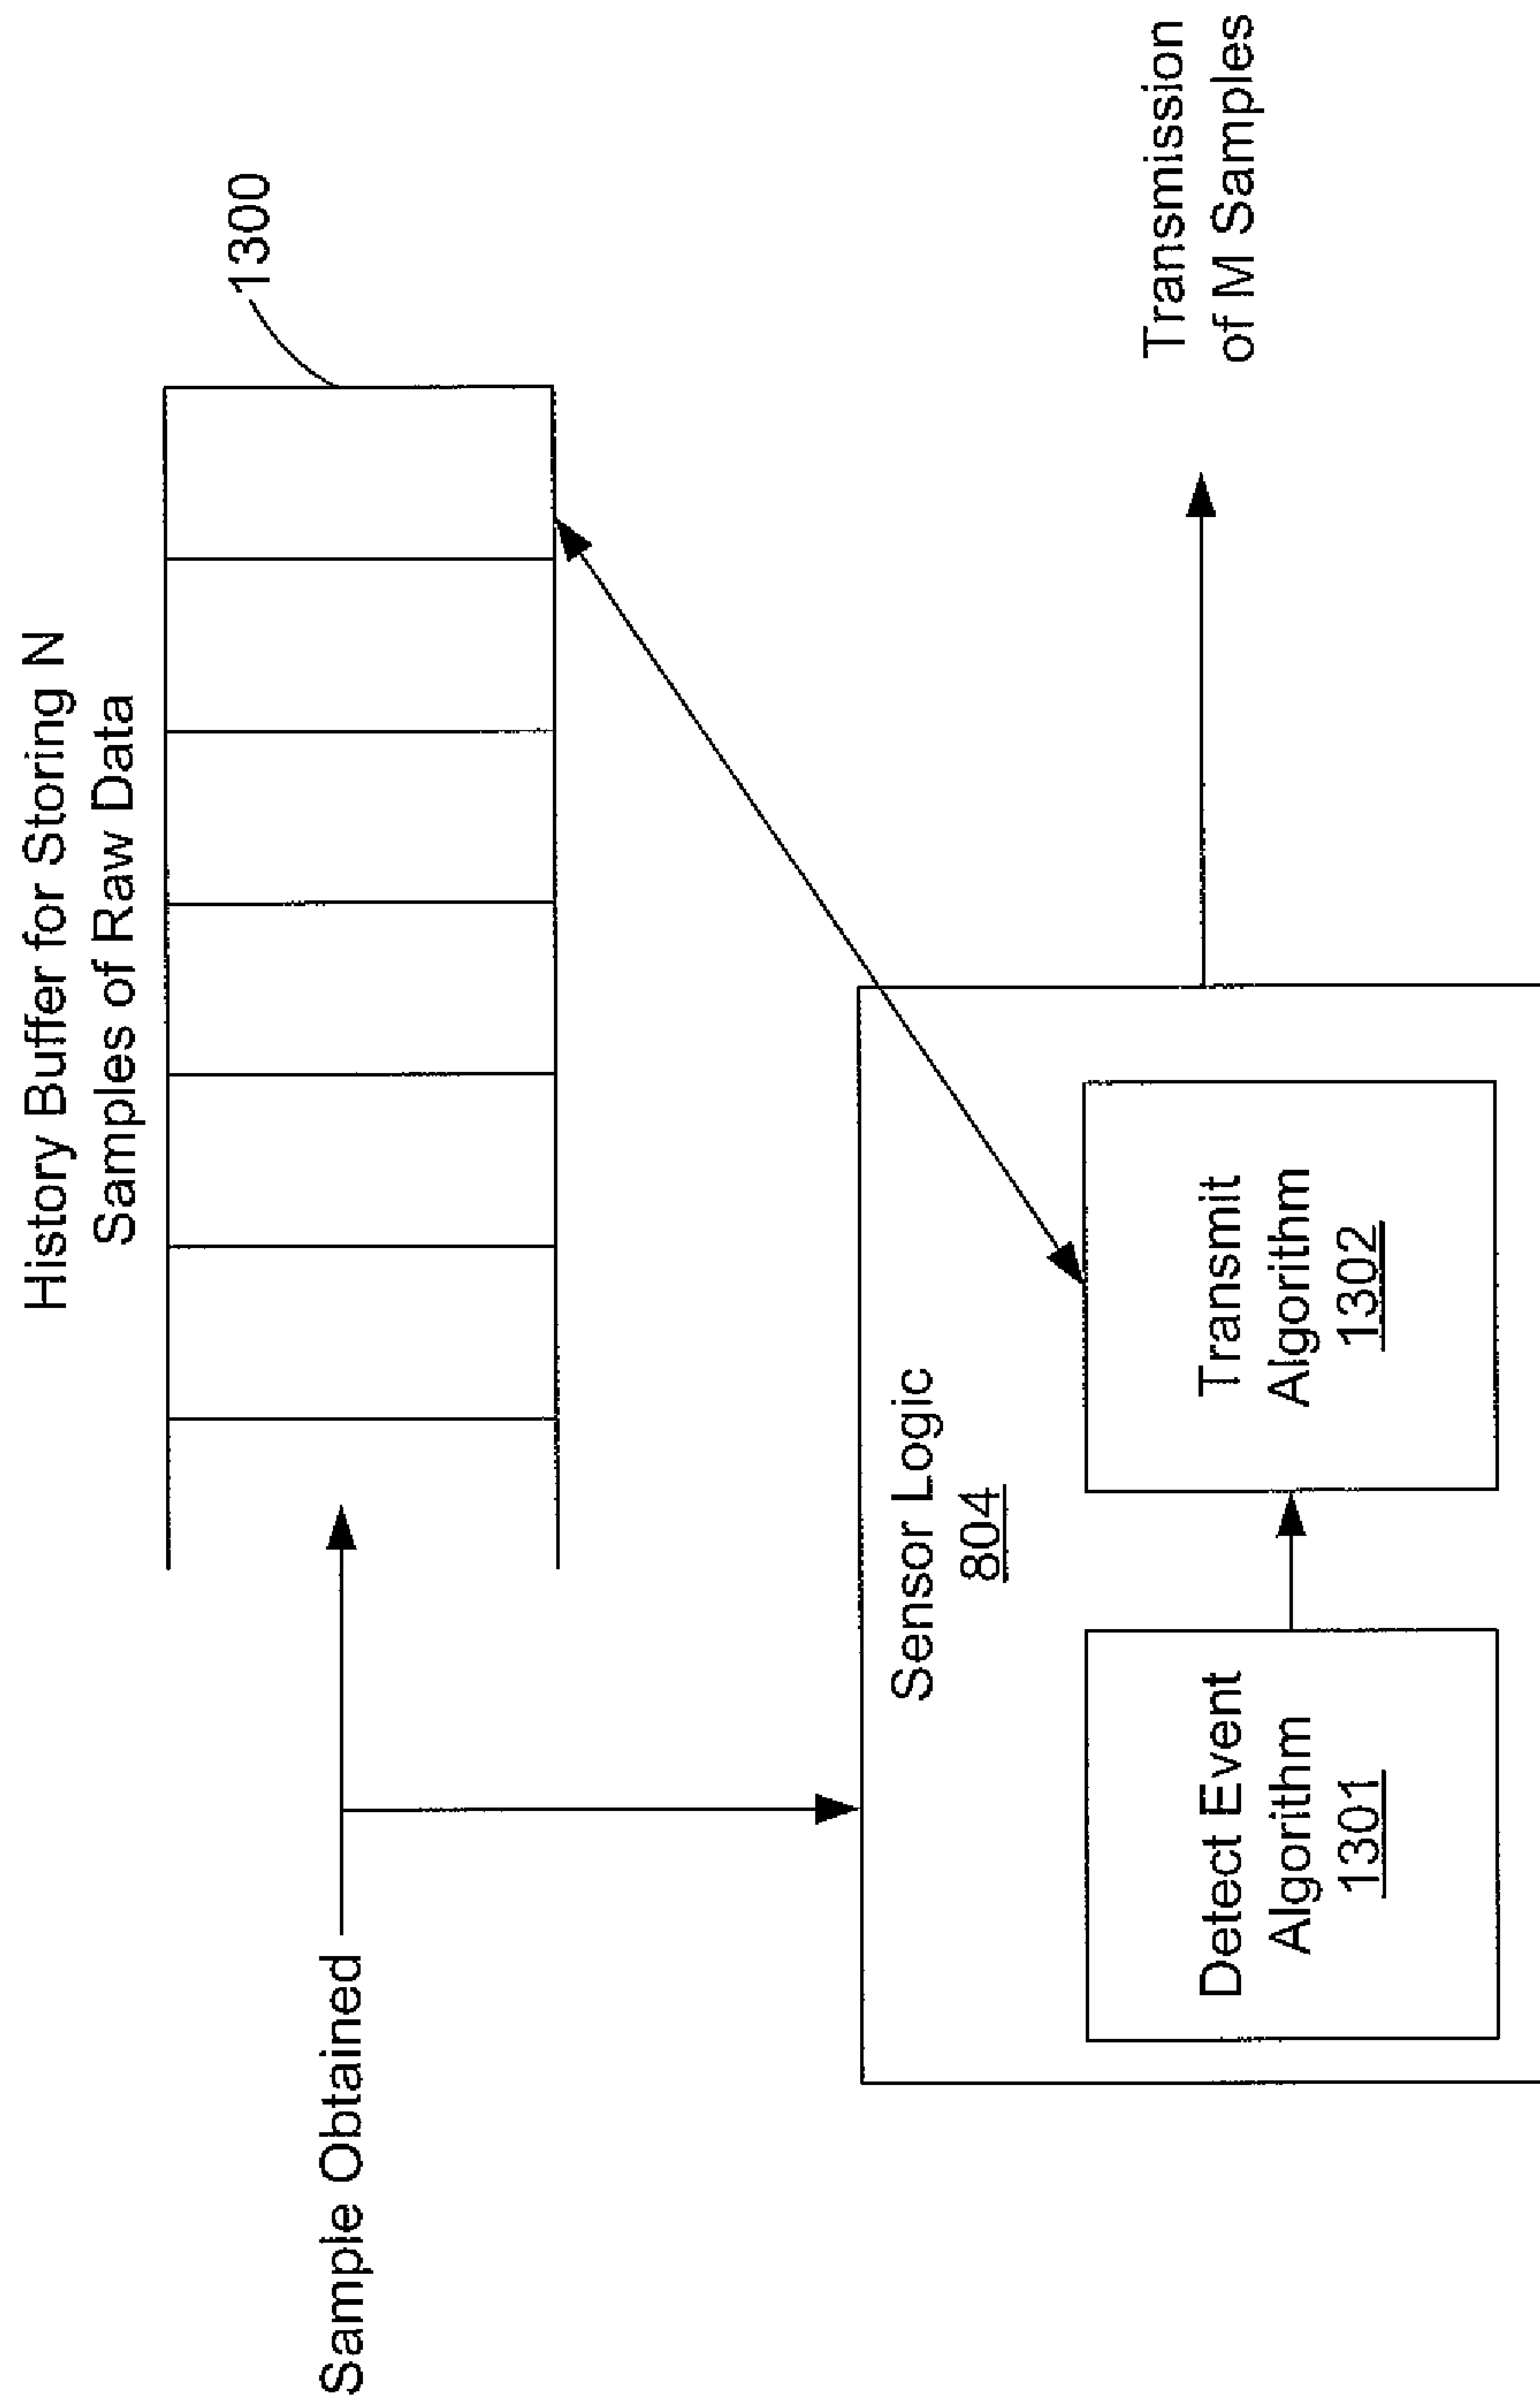 History Buffer for Storing N
Samples of Raw Data
1300
Sample Obtained
Sensor Logic
804
Detect Event
Algorithm
1301
Transmit
Algorithm
1302
Transmission
of M Samples